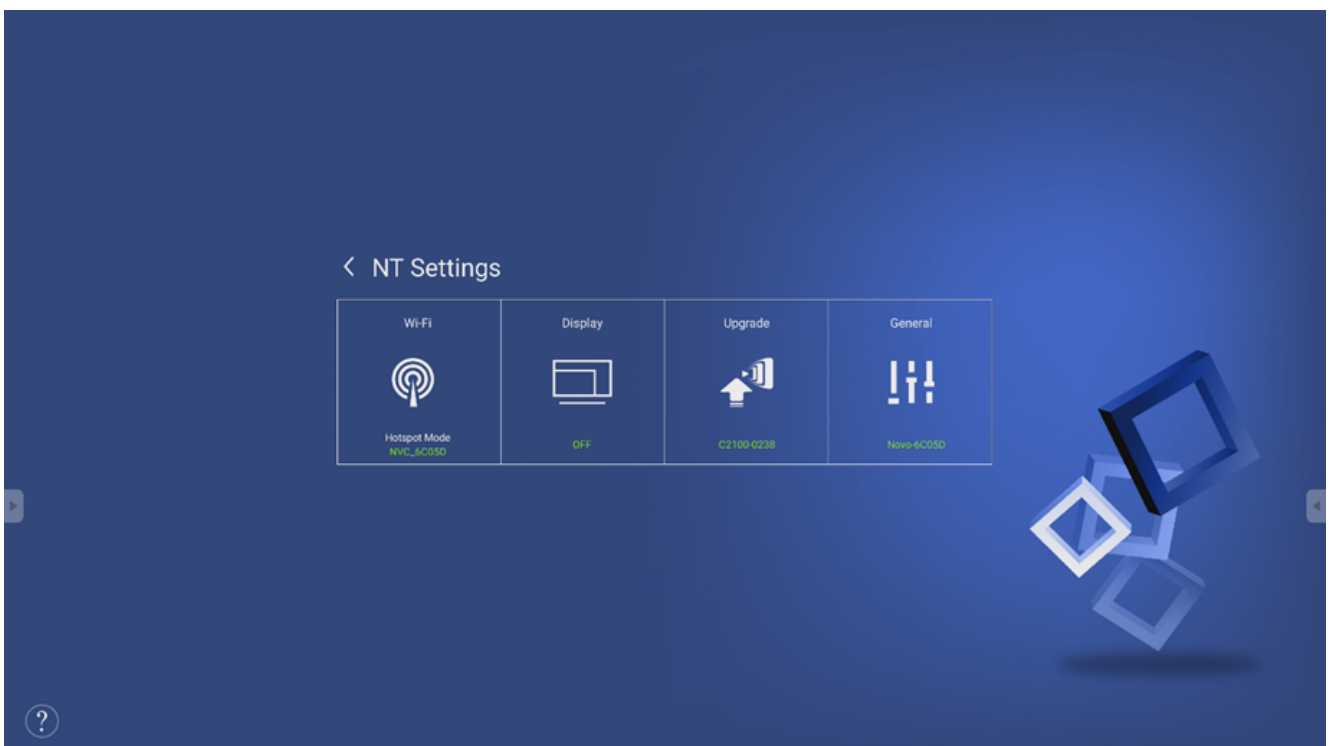 NT Settings
Wi-Fi
Display
Upgrade
General
Hotspot Mode
NVC_6C05D
OFF
C2100-0238
Novo-6C05D
?